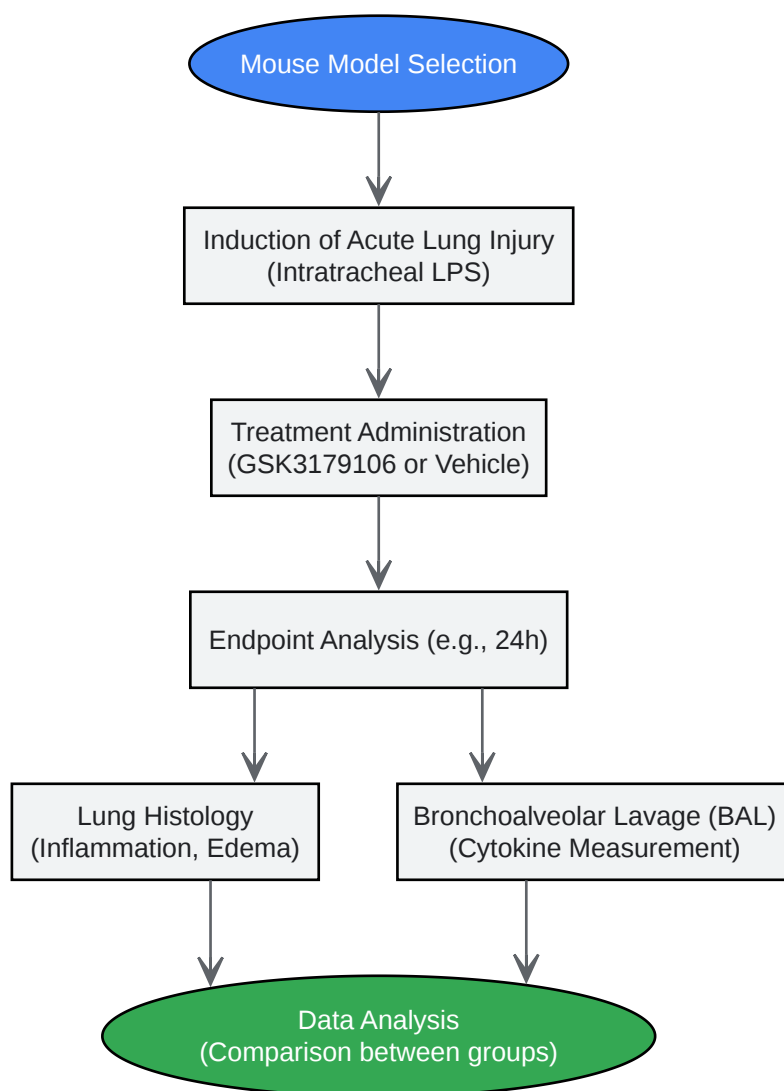 Mouse Model Selection
Induction of Acute Lung Injury
(Intratracheal LPS)
Treatment Administration
(GSK3179106 or Vehicle)
Endpoint Analysis (e.g., 24h)
Lung Histology
(Inflammation, Edema)
Bronchoalveolar Lavage (BAL)
(Cytokine Measurement)
Data Analysis
(Comparison between groups)